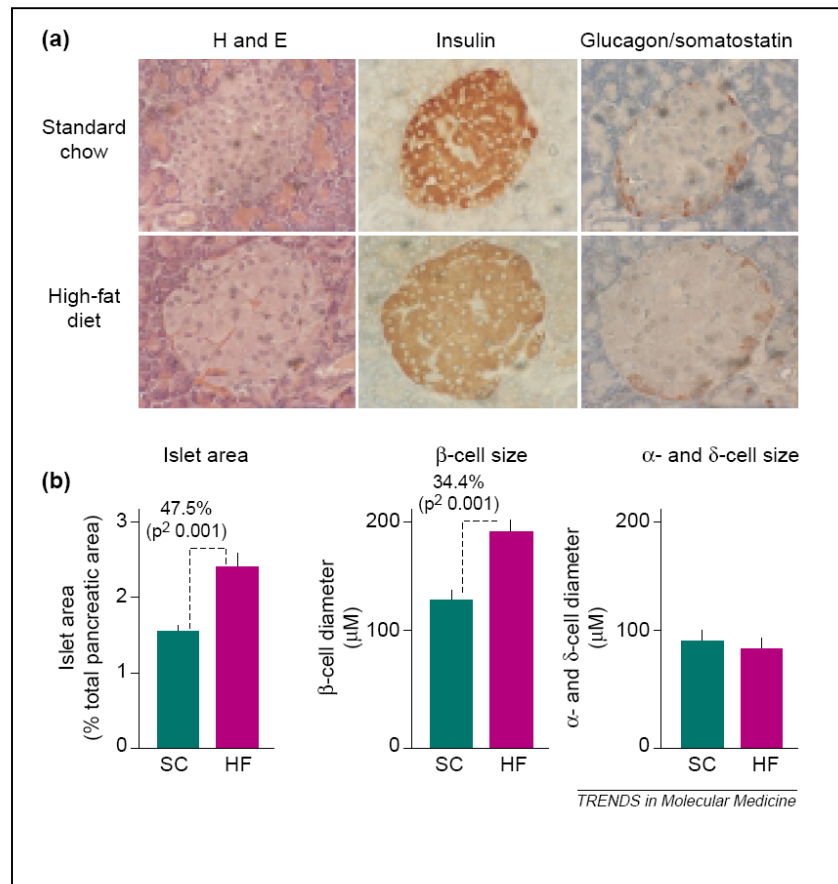 (a)
H and E
Insulin
Glucagon/somatostatin
Standard
chow
High-fat
diet
(b)
Islet area
47.5%
(p2 0.001)
Islet area
(% total pancreatic area)
3
2
1
0
SC
HF
β-cell size
34.4%
(p2 0.001)
β-cell diameter
(μM)
200
100
0
SC
HF
α- and δ-cell size
α- and δ-cell diameter
(μM)
200
100
0
SC
HF
TRENDS in Molecular Medicine